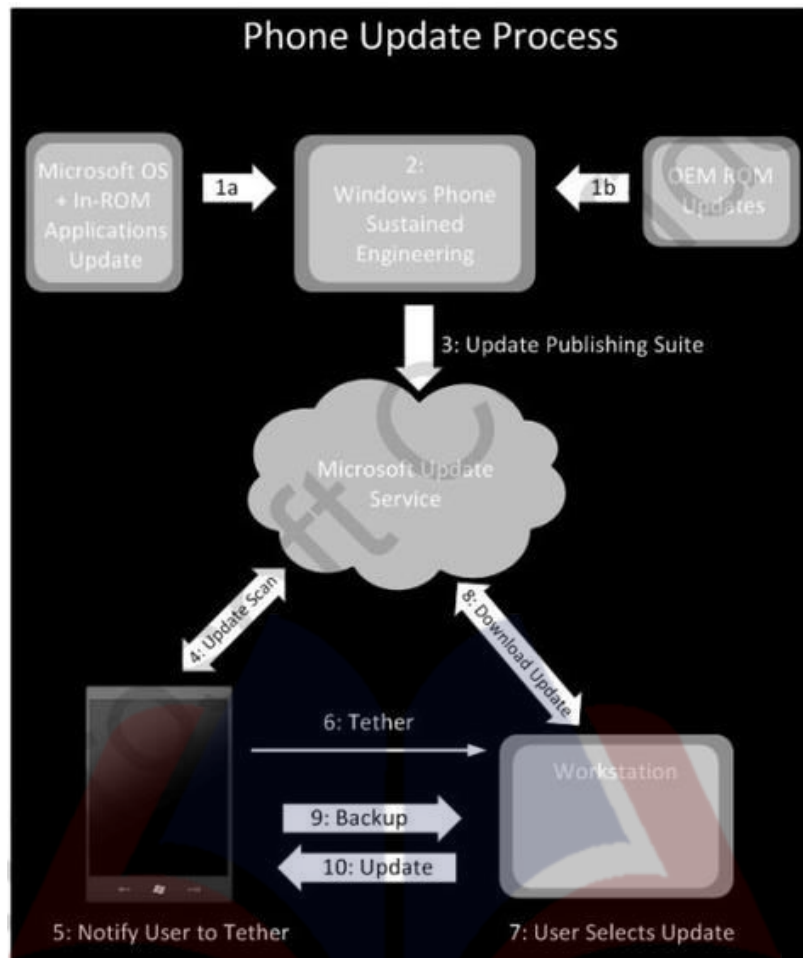 Phone Update Process
Microsoft OS
+ In-ROM
Applications
Update
1a
2:
Windows Phone
Sustained
Engineering
1b
OEM ROM
Updates
3: Update Publishing Suite
Microsoft Update
Service
4: Update Scan
8: Download Update
6: Tether
Workstation
9: Backup
10: Update
5: Notify User to Tether
7: User Selects Update